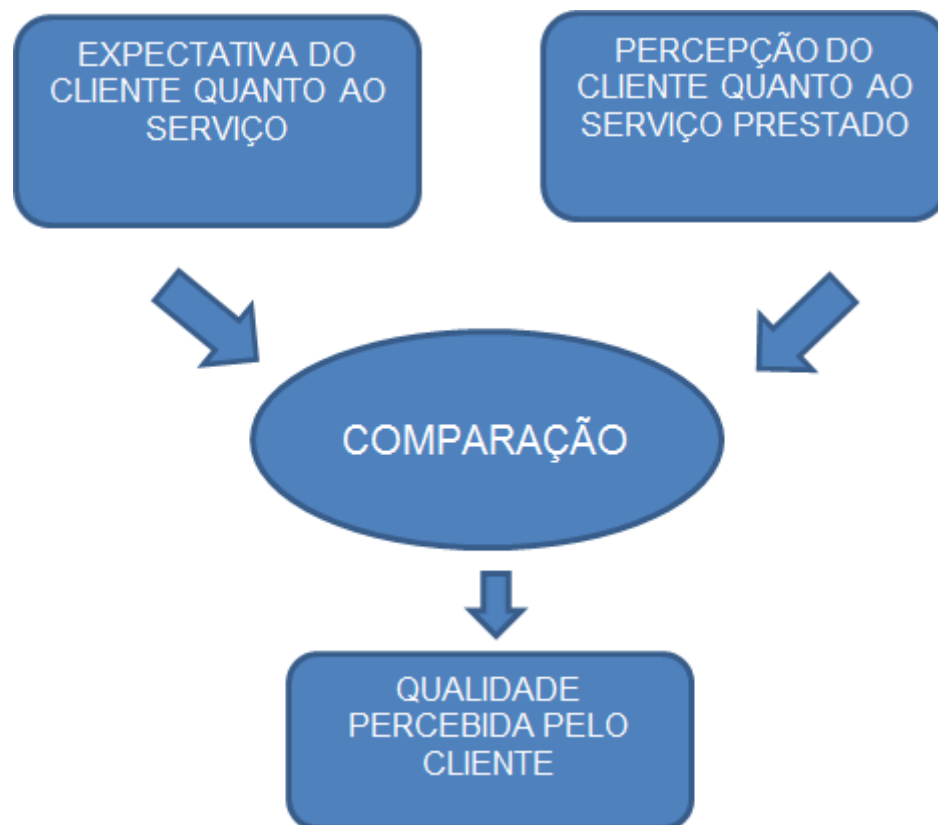 EXPECTATIVA DO
CLIENTE QUANTO AO
SERVIÇO
PERCEPÇÃO DO
CLIENTE QUANTO AO
SERVIÇO PRESTADO
COMPARAÇÃO
QUALIDADE
PERCEBIDA PELO
CLIENTE